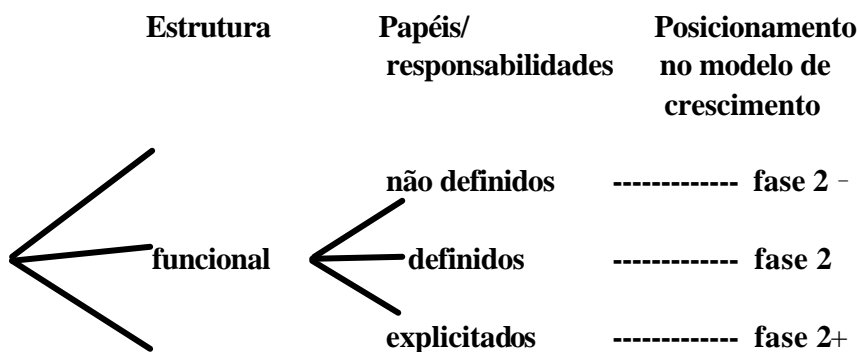 Estrutura Papéis/ Posicionamento
responsabilidades no modelo de
crescimento
não definidos ------------- fase 2 -
funcional definidos ------------- fase 2
explicitados ------------- fase 2+